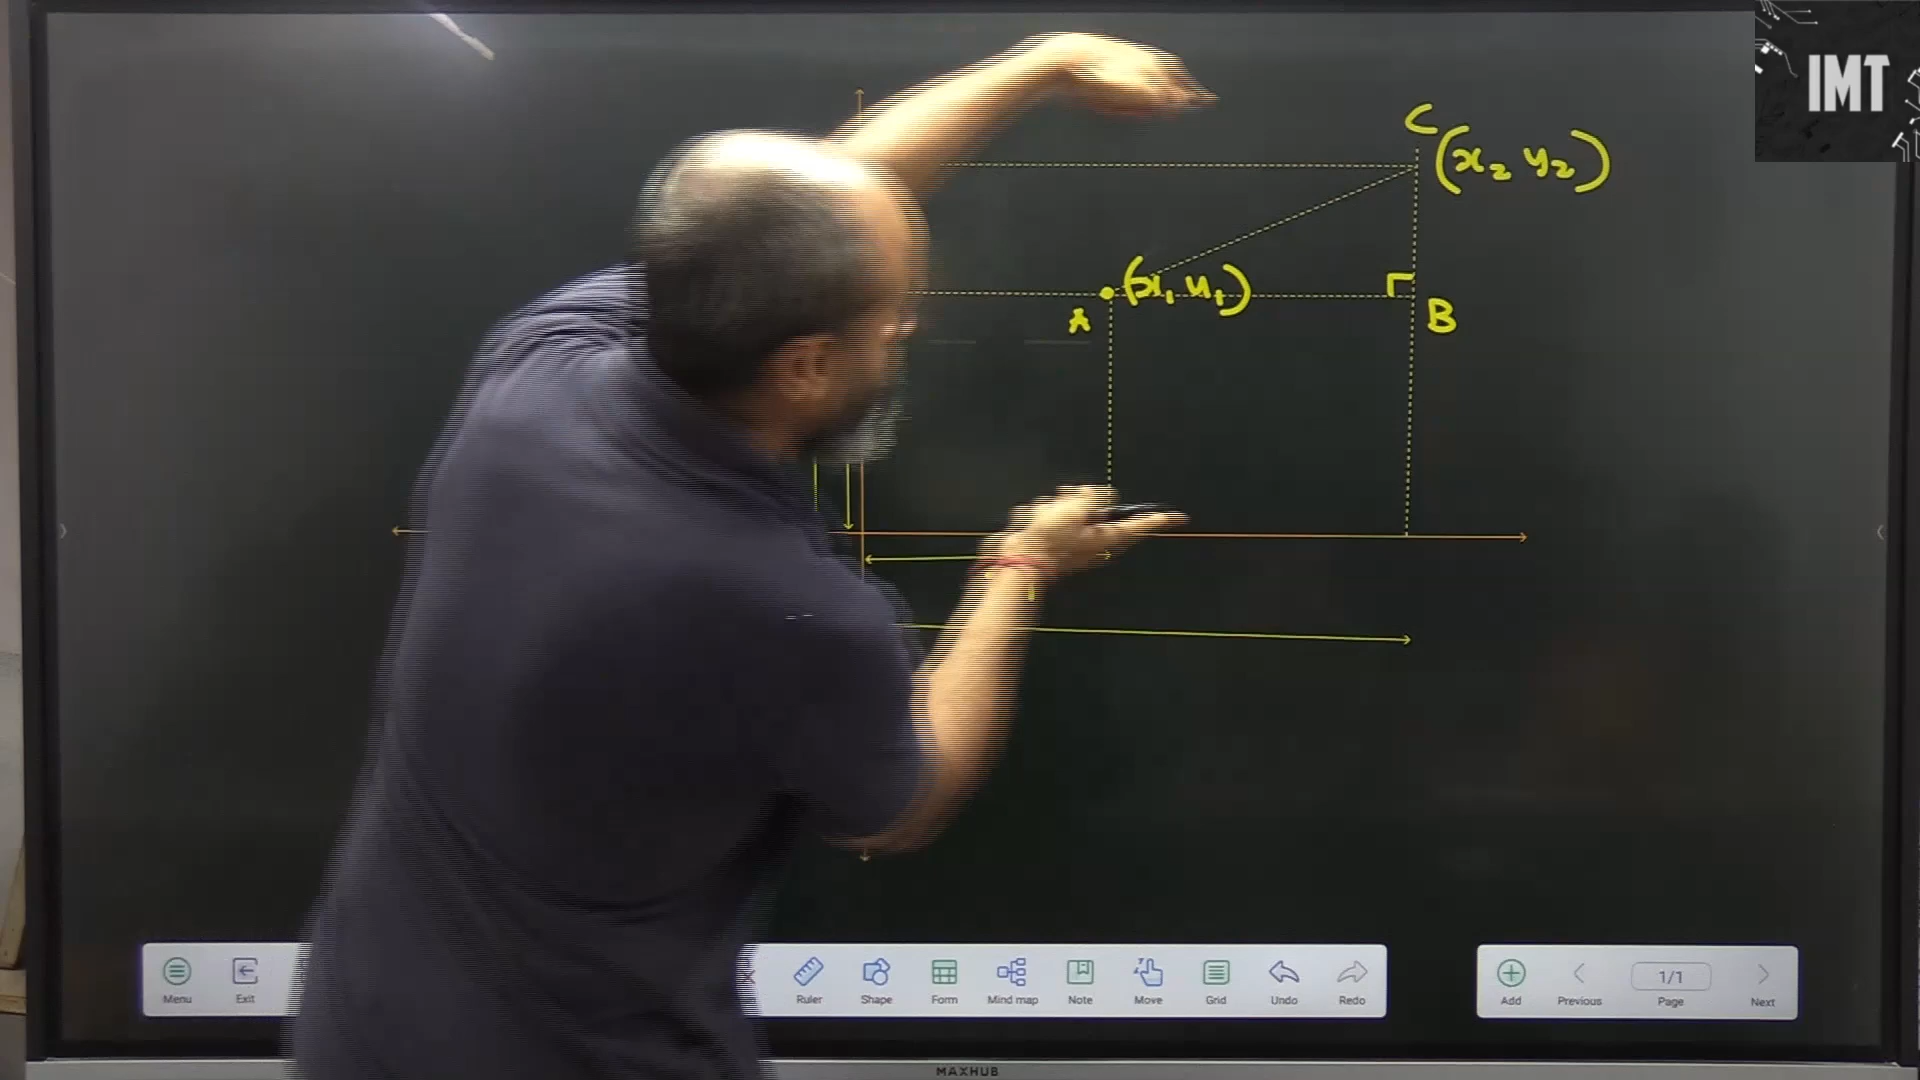 IMT
C
(x₂ y₂)
(x₁ y₁)
A
B
Menu
Exit
Ruler
Shape
Form
Mind map
Note
Move
Grid
Undo
Redo
Add
Previous
1/1
Page
Next
MAXHUB